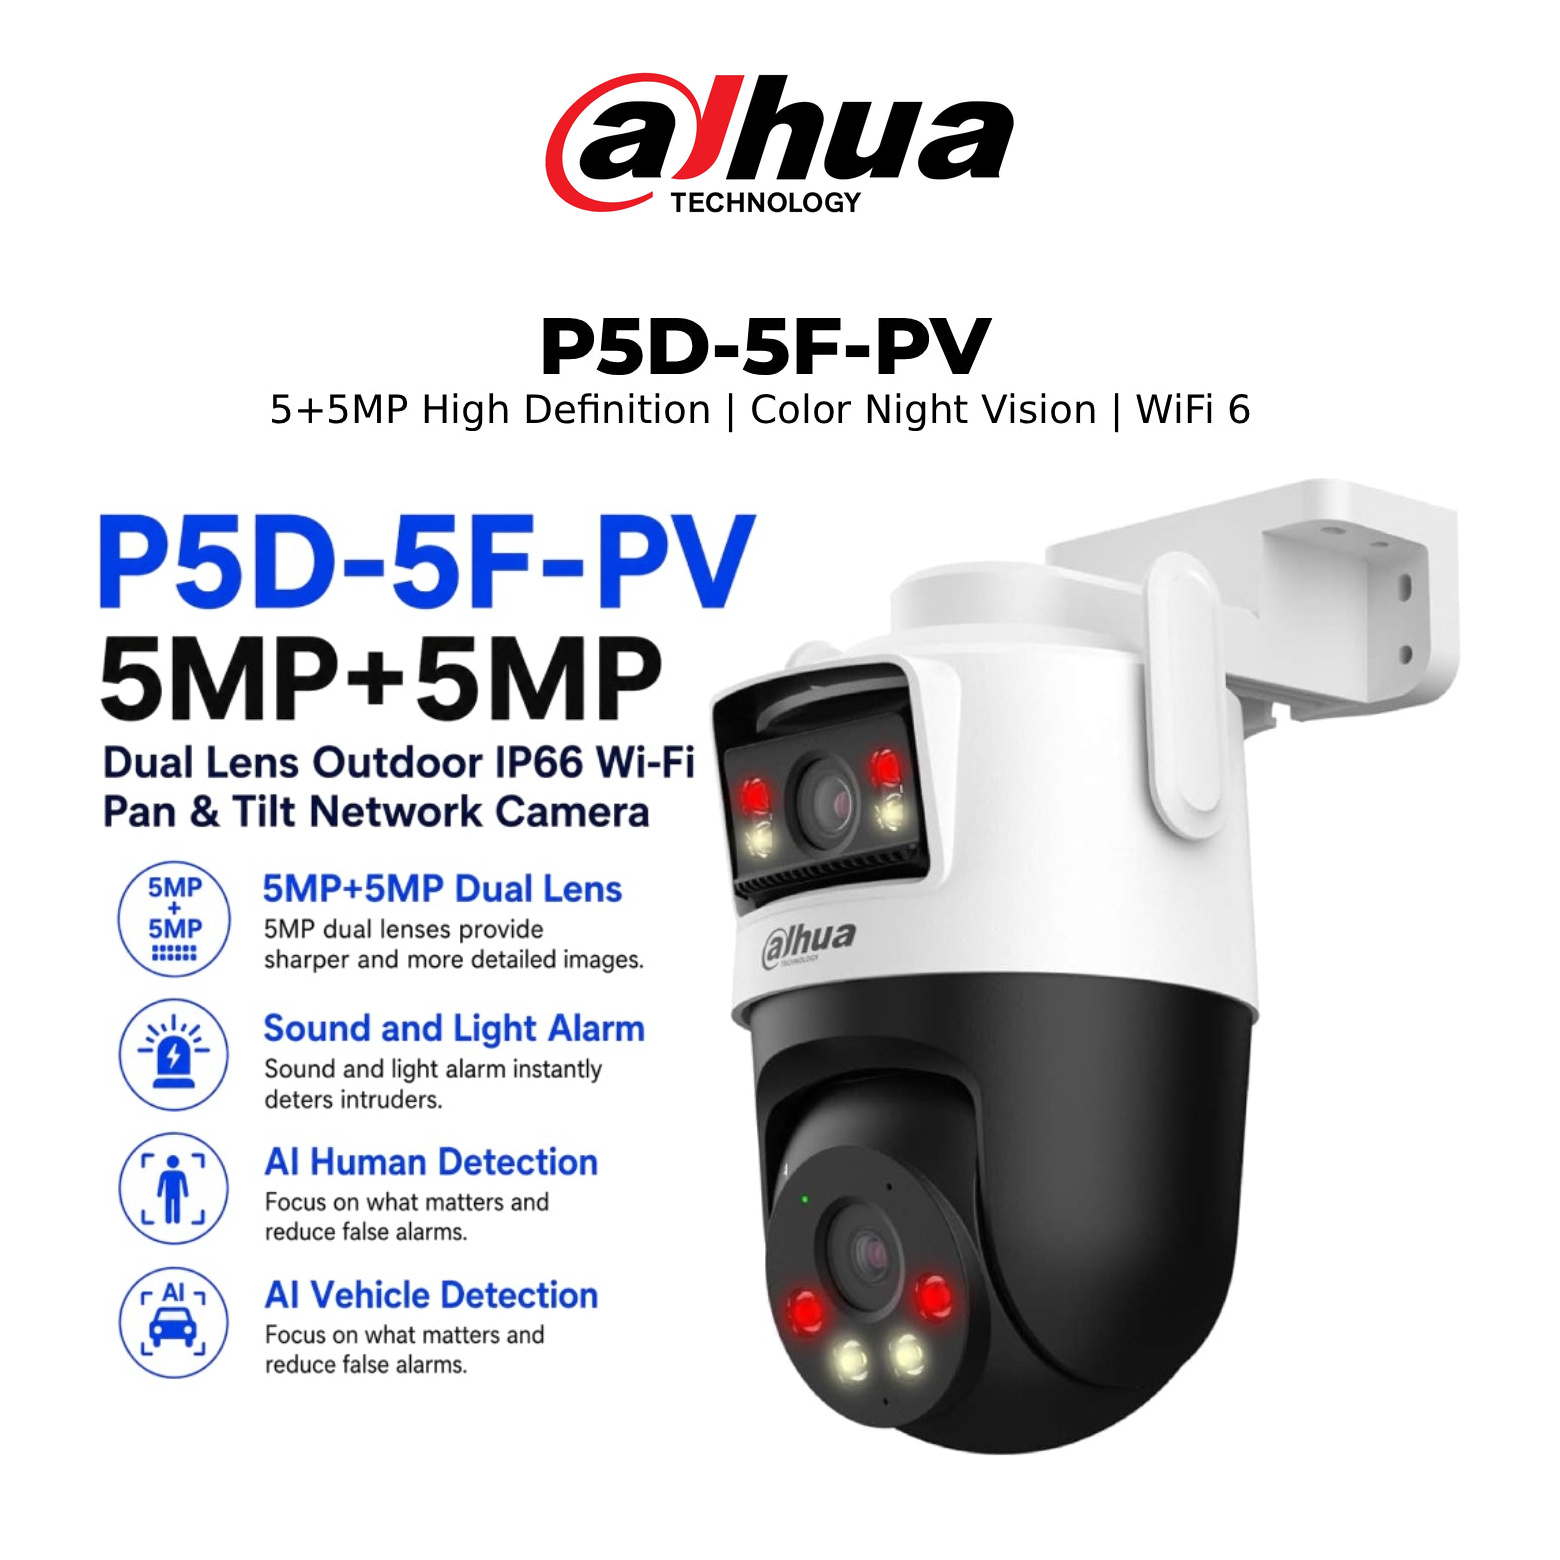 alhua
TECHNOLOGY
P5D-5F-PV
5+5MP High Definition | Color Night Vision | WiFi 6
P5D-5F-PV
5MP+5MP
Dual Lens Outdoor IP66 Wi-Fi
Pan & Tilt Network Camera
5MP
+
5MP
5MP+5MP Dual Lens
5MP dual lenses provide
sharper and more detailed images.
Sound and Light Alarm
Sound and light alarm instantly
deters intruders.
AI Human Detection
Focus on what matters and
reduce false alarms.
AI
AI Vehicle Detection
Focus on what matters and
reduce false alarms.
alhua
TECHNOLOGY